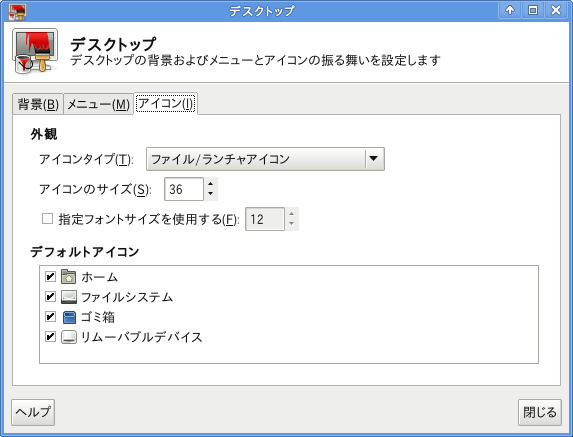 デスクトップ
デスクトップ
デスクトップの背景およびメニューとアイコンの振る舞いを設定します
背景(B) メニュー(M) アイコン(I)
外観
アイコンタイプ(T): ファイル/ランチャアイコン
アイコンのサイズ(S): 36
指定フォントサイズを使用する(F): 12
デフォルトアイコン
ホーム
ファイルシステム
ゴミ箱
リムーバブルデバイス
ヘルプ 閉じる